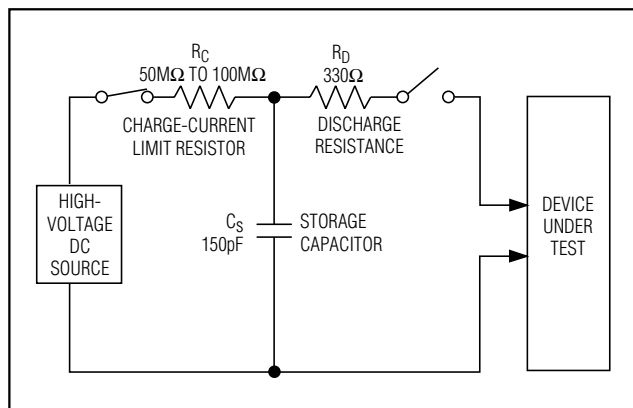 R_C
50MΩ TO 100MΩ
CHARGE-CURRENT
LIMIT RESISTOR
R_D
330Ω
DISCHARGE
RESISTANCE
HIGH-
VOLTAGE
DC
SOURCE
C_S
150pF
STORAGE
CAPACITOR
DEVICE
UNDER
TEST